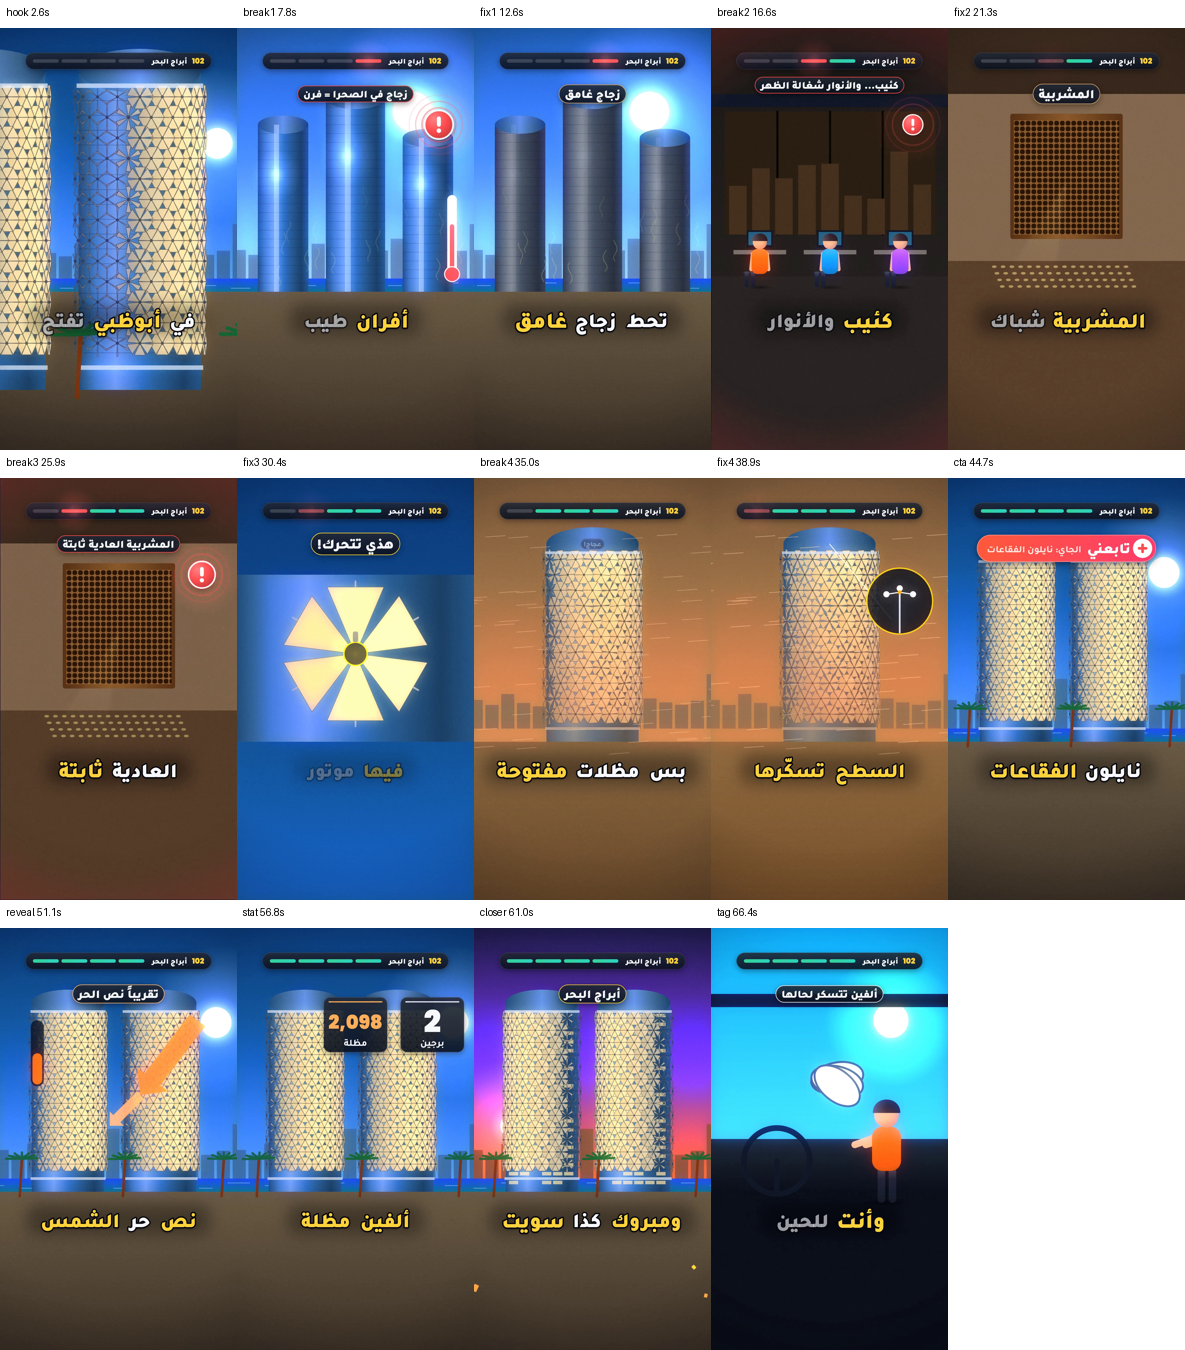 hook 2.6s
102 أبراج البحر
في أبوظبي تفتح
break1 7.8s
102 أبراج البحر
زجاج في الصحرا = فرن
أفران طيب
fix1 12.6s
102 أبراج البحر
زجاج غامق
تحط زجاج غامق
break2 16.6s
102 أبراج البحر
كئيب... والأنوار شغالة الظهر
كئيب والأنوار
fix2 21.3s
102 أبراج البحر
المشربية
المشربية شباك
break3 25.9s
102 أبراج البحر
المشربية العادية ثابتة
العادية ثابتة
fix3 30.4s
102 أبراج البحر
هذي تتحرك!
فيها موتور
break4 35.0s
102 أبراج البحر
بس مظلات مفتوحة
fix4 38.9s
102 أبراج البحر
السطح تسكّرها
cta 44.7s
102 أبراج البحر
تابعني الجاي: نايلون الفقاعات
نايلون الفقاعات
reveal 51.1s
102 أبراج البحر
تقريباً نص الحر
نص حر الشمس
stat 56.8s
102 أبراج البحر
2 برجين
2,098 مظلة
ألفين مظلة
closer 61.0s
102 أبراج البحر
أبراج البحر
ومبروك كذا سويت
tag 66.4s
102 أبراج البحر
ألفين تتسكر لحالها
وأنت للحين